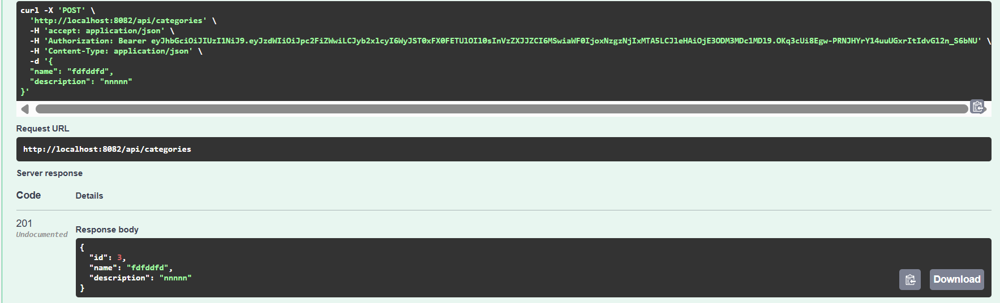 curl -X 'POST' \
'http://localhost:8082/api/categories' \
-H 'accept: application/json' \
-H 'Authorization: Bearer eyJhbGciOiJIUzI1NiJ9.eyJzdWIiOiJpc2FiZWwiLCJyb2xlcyI6WyJST0xFX0FETUlOIl0sInVzZXJJZCI6MSwiaWF0IjoxNzgzNjIxMTA5LCJleHAiOjE3ODM3MDc1MDl9.OKq3cUi8Egw-PRNJHYrY14uuUGxrItIdvG12n_S6bNU' \
-H 'Content-Type: application/json' \
-d '{
"name": "fdfddfd",
"description": "nnnnn"
}'
Request URL
http://localhost:8082/api/categories
Server response
Code Details
201
Undocumented
Response body
{
"id": 3,
"name": "fdfddfd",
"description": "nnnnn"
}
Download